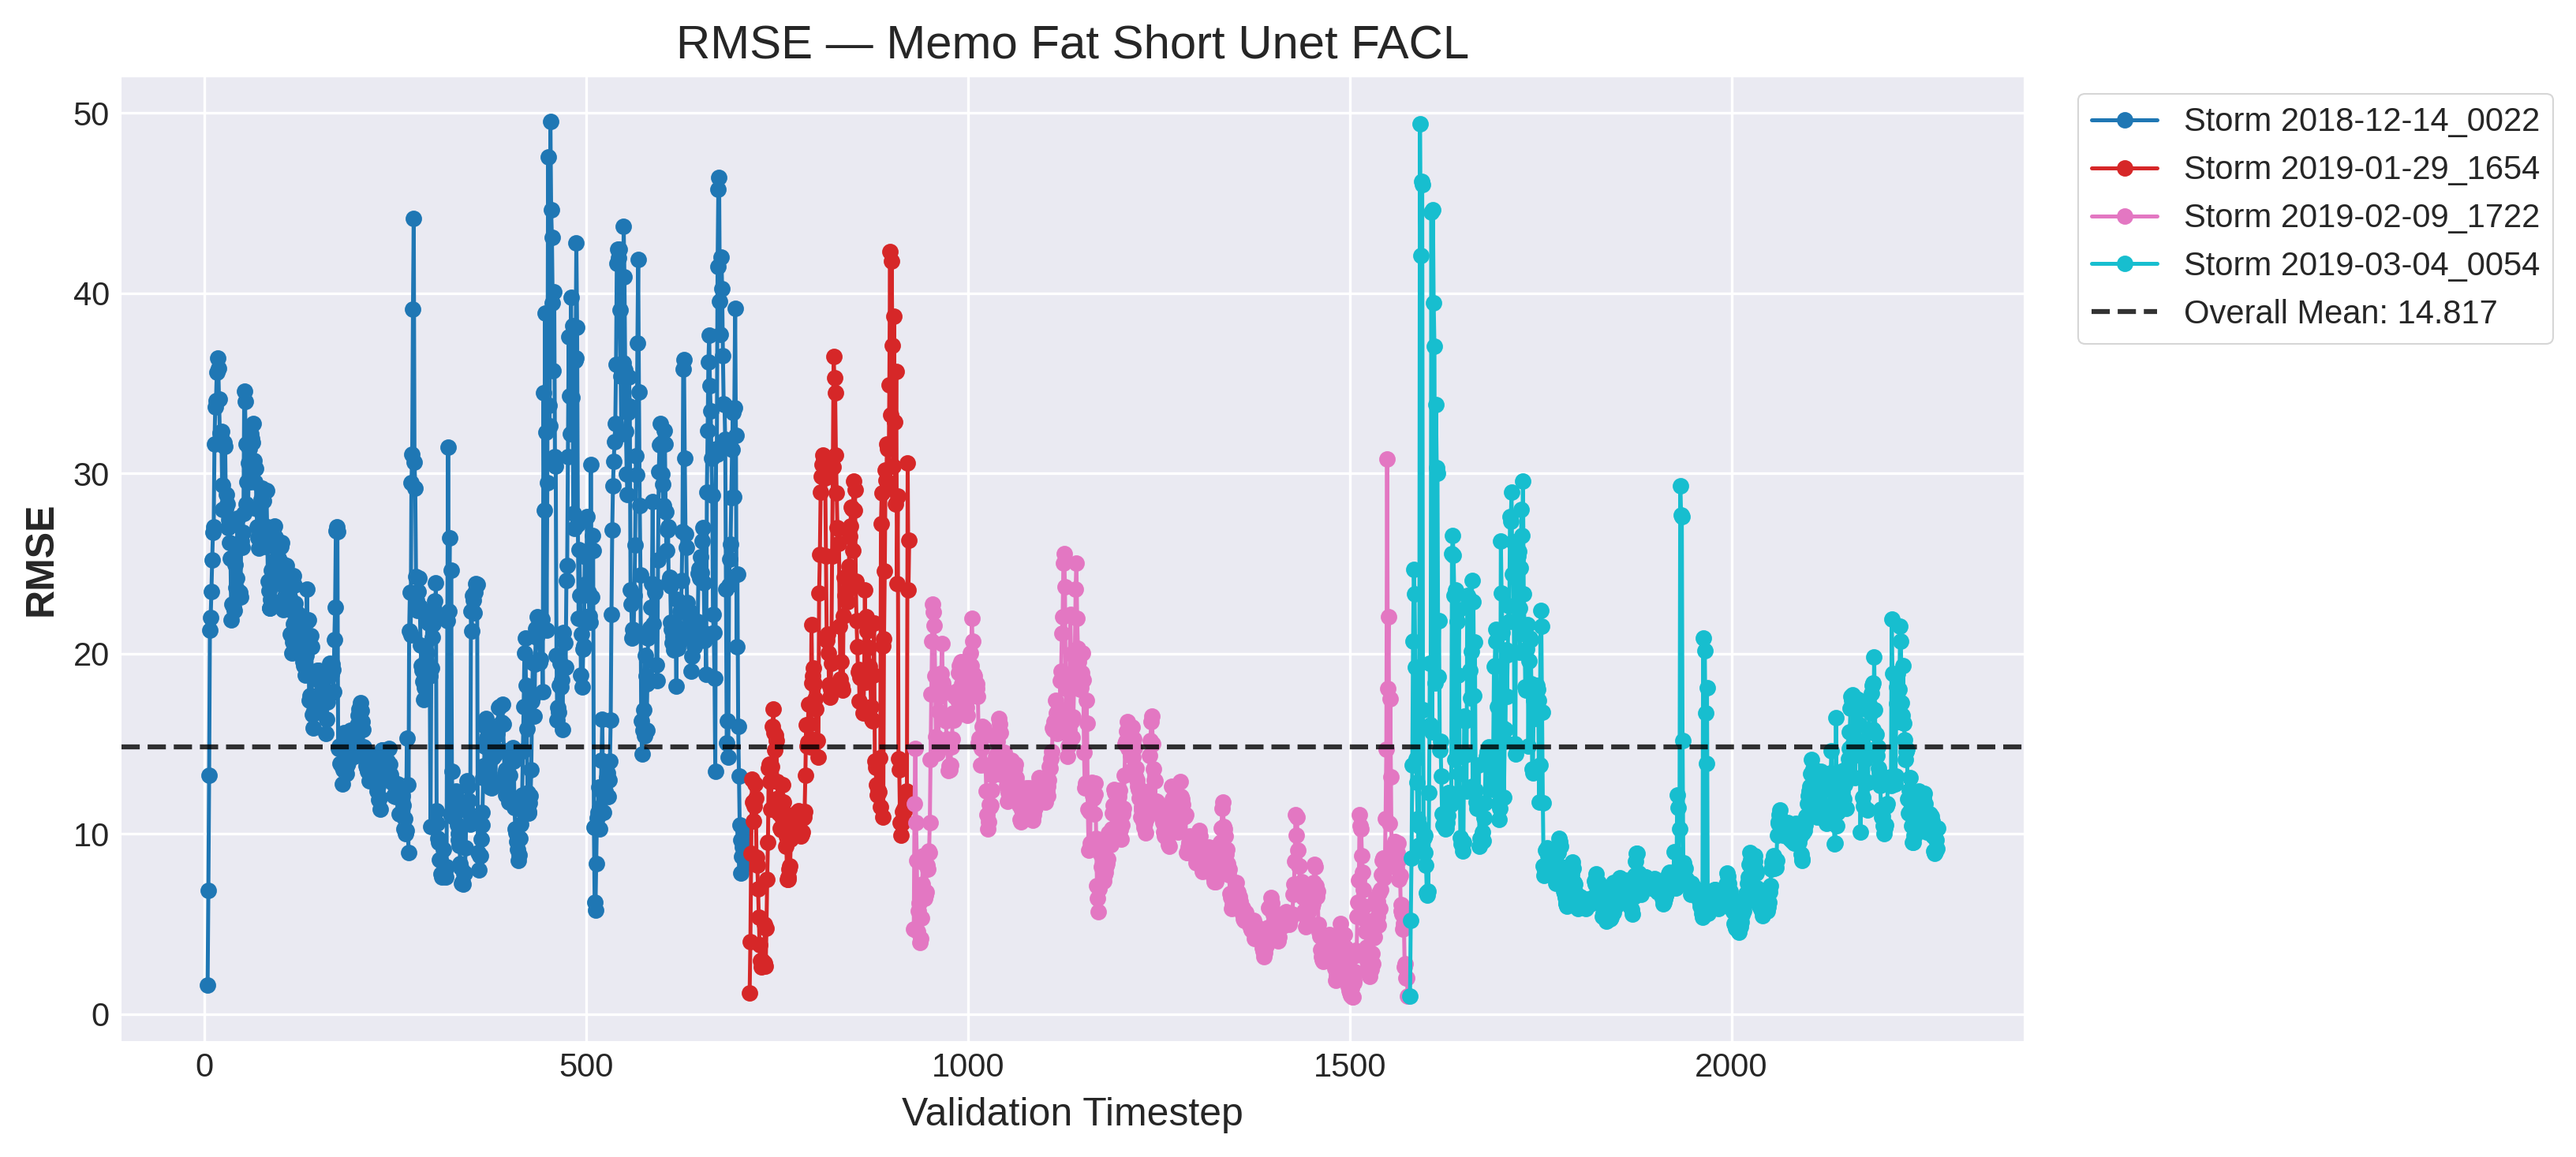 RMSE — Memo Fat Short Unet FACL
50
40
30
20
10
0
RMSE
0 500 1000 1500 2000
Validation Timestep
Storm 2018-12-14_0022
Storm 2019-01-29_1654
Storm 2019-02-09_1722
Storm 2019-03-04_0054
Overall Mean: 14.817